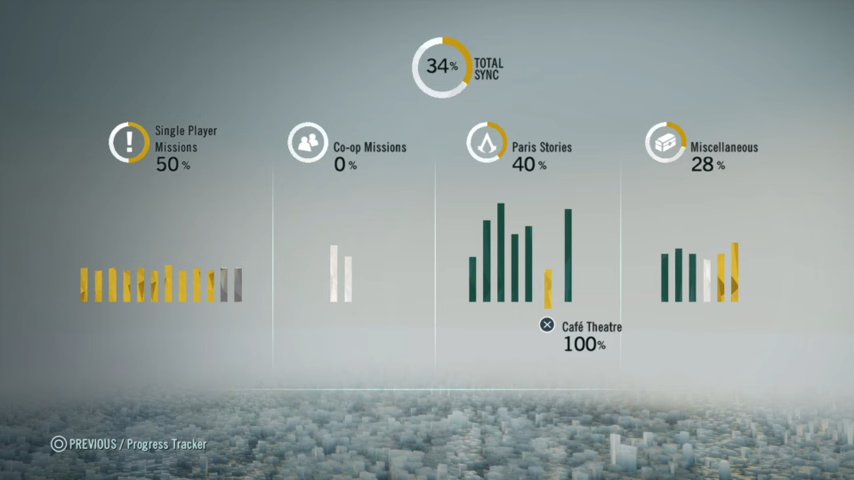 34%
TOTAL
SYNC
Single Player
Missions
50%
Co-op Missions
0%
Paris Stories
40%
Miscellaneous
28%
Café Theatre
100%
PREVIOUS / Progress Tracker